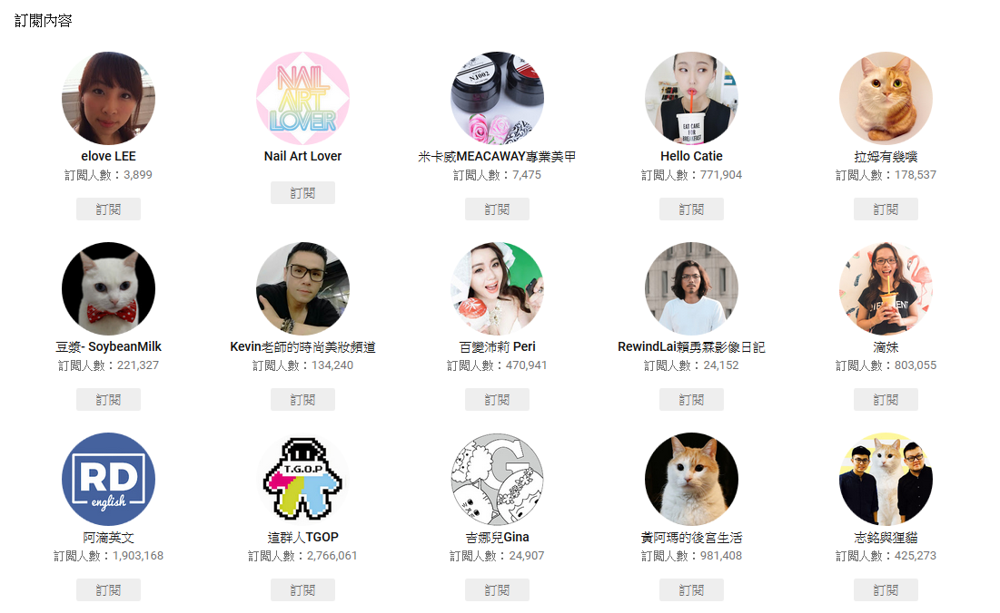 訂閱內容
NAIL
ART
LOVER
NJ002
EAT CAKE
FOR
BREAKFAST
elove LEE
訂閱人數：3,899
訂閱
Nail Art Lover
訂閱
米卡威MEACAWAY專業美甲
訂閱人數：7,475
訂閱
Hello Catie
訂閱人數：771,904
訂閱
拉姆有幾噗
訂閱人數：178,537
訂閱
豆漿- SoybeanMilk
訂閱人數：221,327
訂閱
Kevin老師的時尚美妝頻道
訂閱人數：134,240
訂閱
百變沛莉 Peri
訂閱人數：470,941
訂閱
RewindLai賴勇霖影像日記
訂閱人數：24,152
訂閱
滴妹
訂閱人數：803,055
訂閱
RD
english
阿滴英文
訂閱人數：1,903,168
訂閱
T.G.O.P
這群人TGOP
訂閱人數：2,766,061
訂閱
G
吉娜兒Gina
訂閱人數：24,907
訂閱
黃阿瑪的後宮生活
訂閱人數：981,408
訂閱
志銘與狸貓
訂閱人數：425,273
訂閱